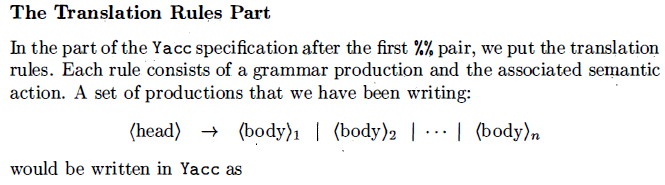 The Translation Rules Part
In the part of the Yacc specification after the first %% pair, we put the translation
rules. Each rule consists of a grammar production and the associated semantic
action. A set of productions that we have been writing:
⟨head⟩ → ⟨body⟩₁ | ⟨body⟩₂ | ⋯ | ⟨body⟩ₙ
would be written in Yacc as